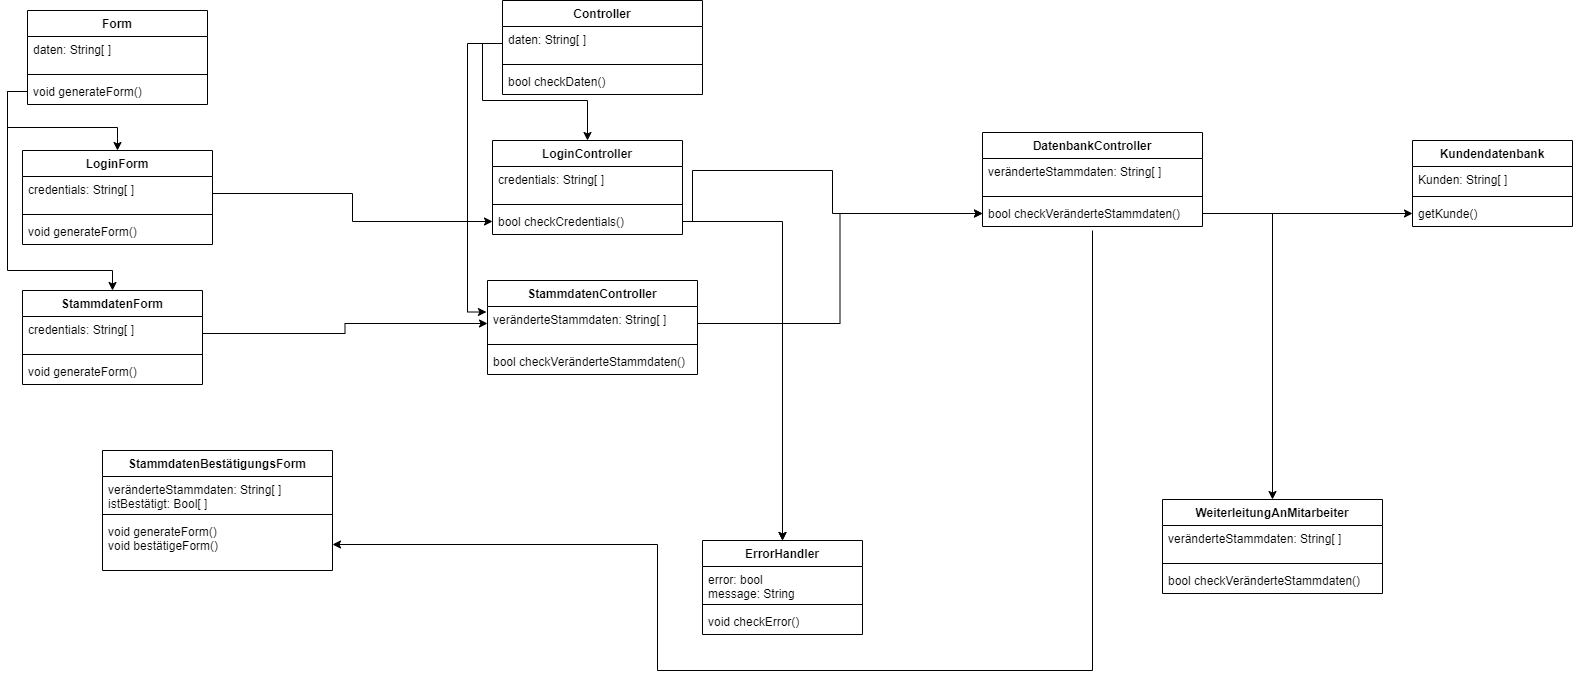 Form
daten: String[ ]
void generateForm()
Controller
daten: String[ ]
bool checkDaten()
LoginForm
credentials: String[ ]
void generateForm()
LoginController
credentials: String[ ]
bool checkCredentials()
DatenbankController
veränderteStammdaten: String[ ]
bool checkVeränderteStammdaten()
Kundendatenbank
Kunden: String[ ]
getKunde()
StammdatenForm
credentials: String[ ]
void generateForm()
StammdatenController
veränderteStammdaten: String[ ]
bool checkVeränderteStammdaten()
StammdatenBestätigungsForm
veränderteStammdaten: String[ ]
istBestätigt: Bool[ ]
void generateForm()
void bestätigeForm()
ErrorHandler
error: bool
message: String
void checkError()
WeiterleitungAnMitarbeiter
veränderteStammdaten: String[ ]
bool checkVeränderteStammdaten()